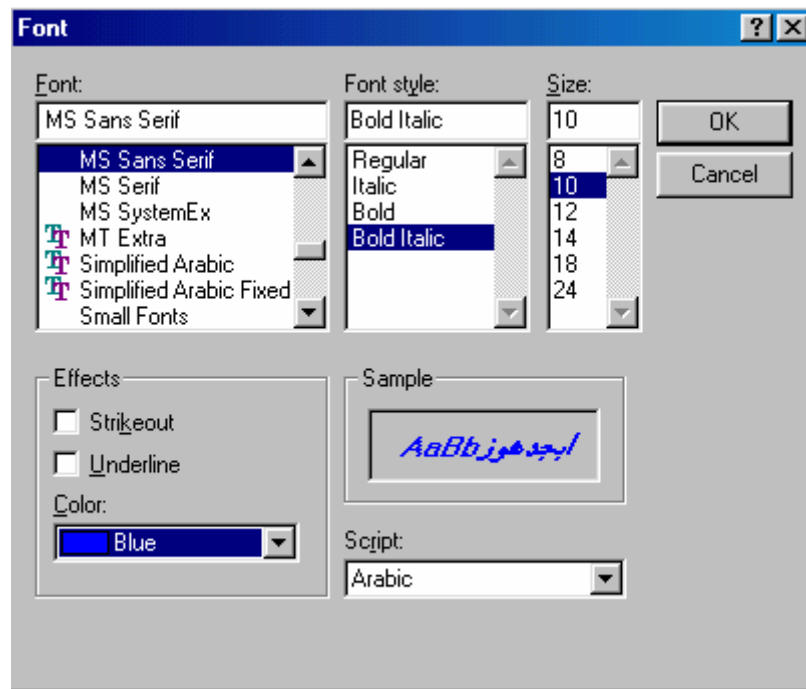 Font
Font:
MS Sans Serif
MS Sans Serif
MS Serif
MS SystemEx
MT Extra
Simplified Arabic
Simplified Arabic Fixed
Small Fonts
Font style:
Bold Italic
Regular
Italic
Bold
Bold Italic
Size:
10
8
10
12
14
18
24
OK
Cancel
Effects
Strikeout
Underline
Color:
Blue
Sample
AaBbابجدهوز
Script:
Arabic